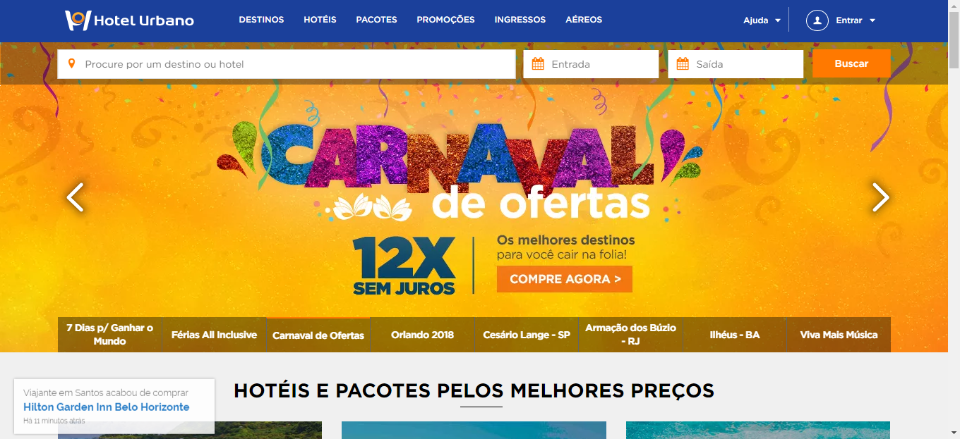 Hotel Urbano
DESTINOS HOTÉIS PACOTES PROMOÇÕES INGRESSOS AÉREOS
Ajuda Entrar
Procure por um destino ou hotel
Entrada
Saída
Buscar
CARNAVAL
de ofertas
12X
SEM JUROS
Os melhores destinos
para você cair na folia!
COMPRE AGORA >
7 Dias p/ Ganhar o
Mundo
Férias All Inclusive
Carnaval de Ofertas
Orlando 2018
Cesário Lange - SP
Armação dos Búzio
- RJ
Ilhéus - BA
Viva Mais Música
HOTÉIS E PACOTES PELOS MELHORES PREÇOS
Viajante em Santos acabou de comprar
Hilton Garden Inn Belo Horizonte
Há 11 minutos atrás